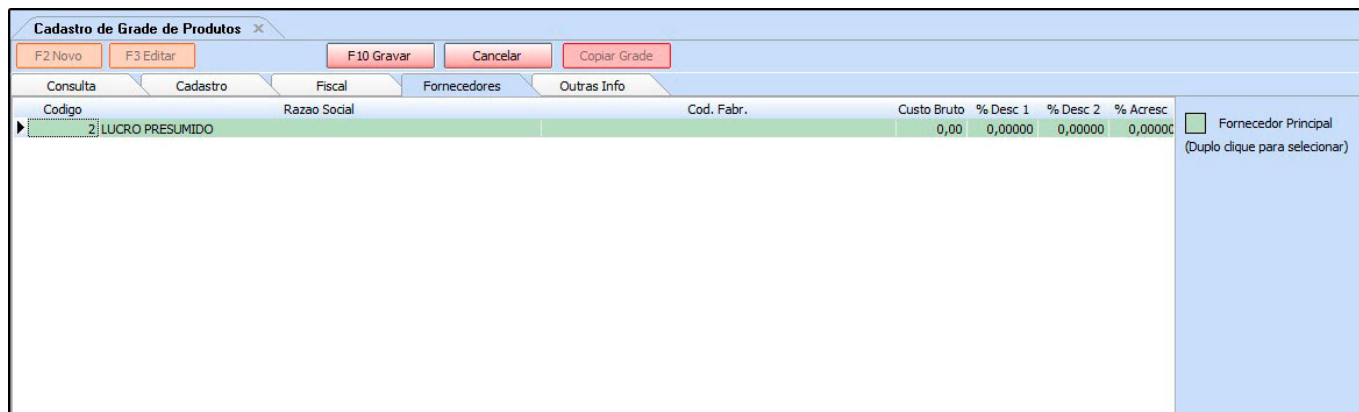 Cadastro de Grade de Produtos
F2 Novo F3 Editar F10 Gravar Cancelar Copiar Grade
Consulta Cadastro Fiscal Fornecedores Outras Info
Codigo Razao Social Cod. Fabr. Custo Bruto % Desc 1 % Desc 2 % Acresc
2 LUCRO PRESUMIDO 0,00 0,00000 0,00000 0,00000
Fornecedor Principal
(Duplo clique para selecionar)